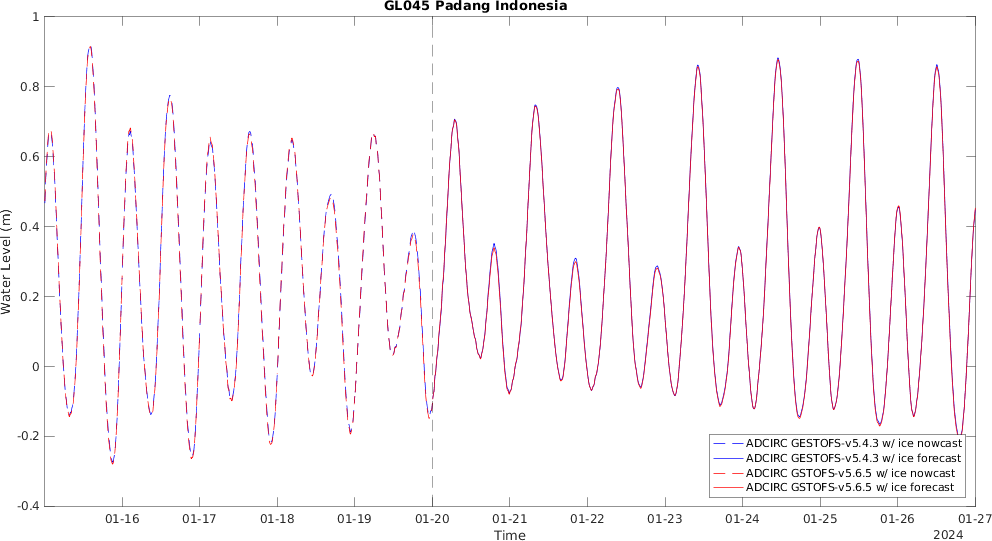 GL045 Padang Indonesia
Water Level (m)
1
0.8
0.6
0.4
0.2
0
-0.2
-0.4
ADCIRC GESTOFS-v5.4.3 w/ ice nowcast
ADCIRC GESTOFS-v5.4.3 w/ ice forecast
ADCIRC GSTOFS-v5.6.5 w/ ice nowcast
ADCIRC GSTOFS-v5.6.5 w/ ice forecast
01-16 01-17 01-18 01-19 01-20 01-21 01-22 01-23 01-24 01-25 01-26 01-27
Time
2024